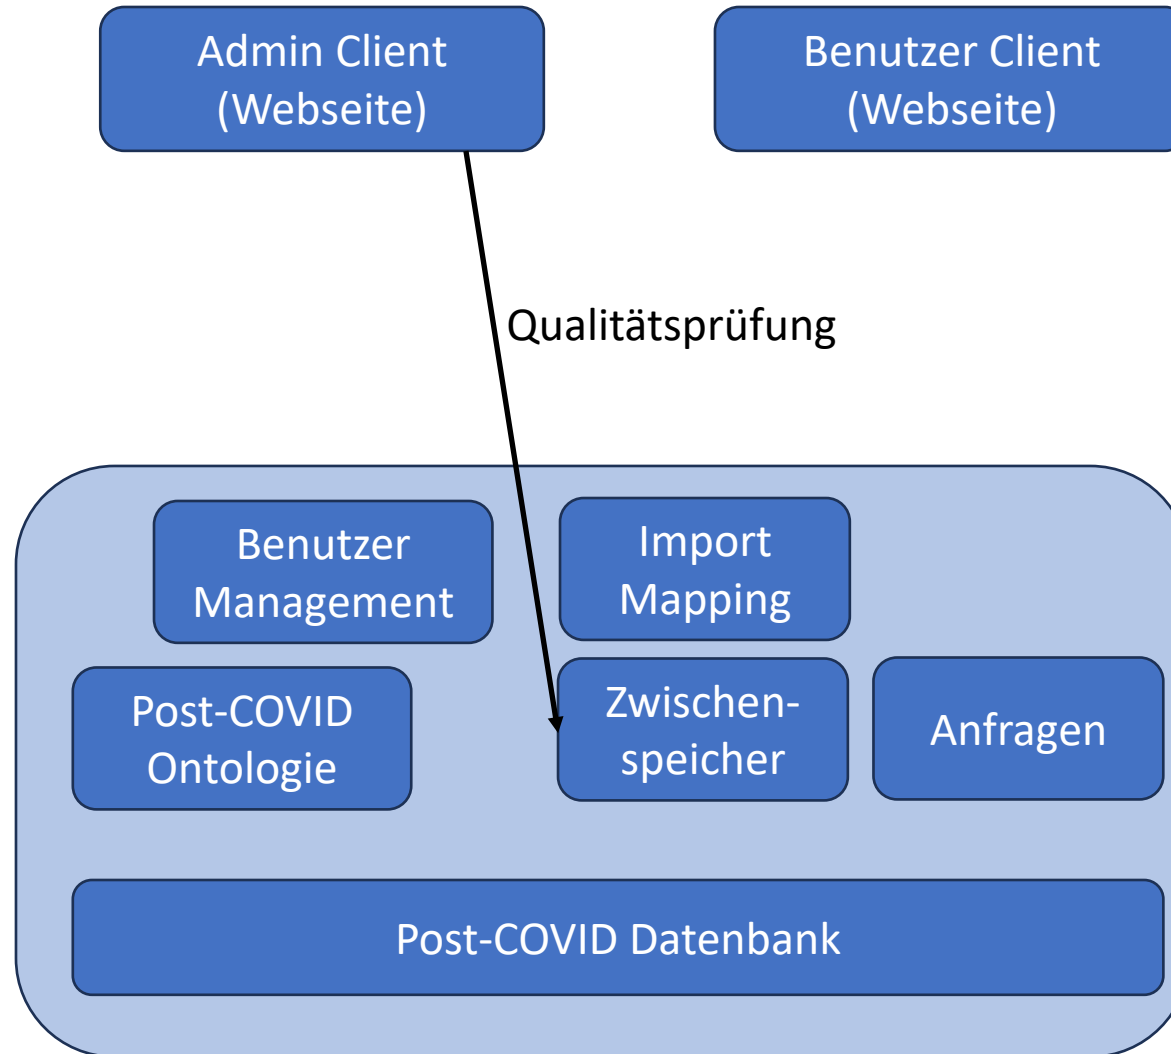 Admin Client
(Webseite)
Benutzer Client
(Webseite)
Qualitätsprüfung
Benutzer
Management
Import
Mapping
Post-COVID
Ontologie
Zwischen-
speicher
Anfragen
Post-COVID Datenbank